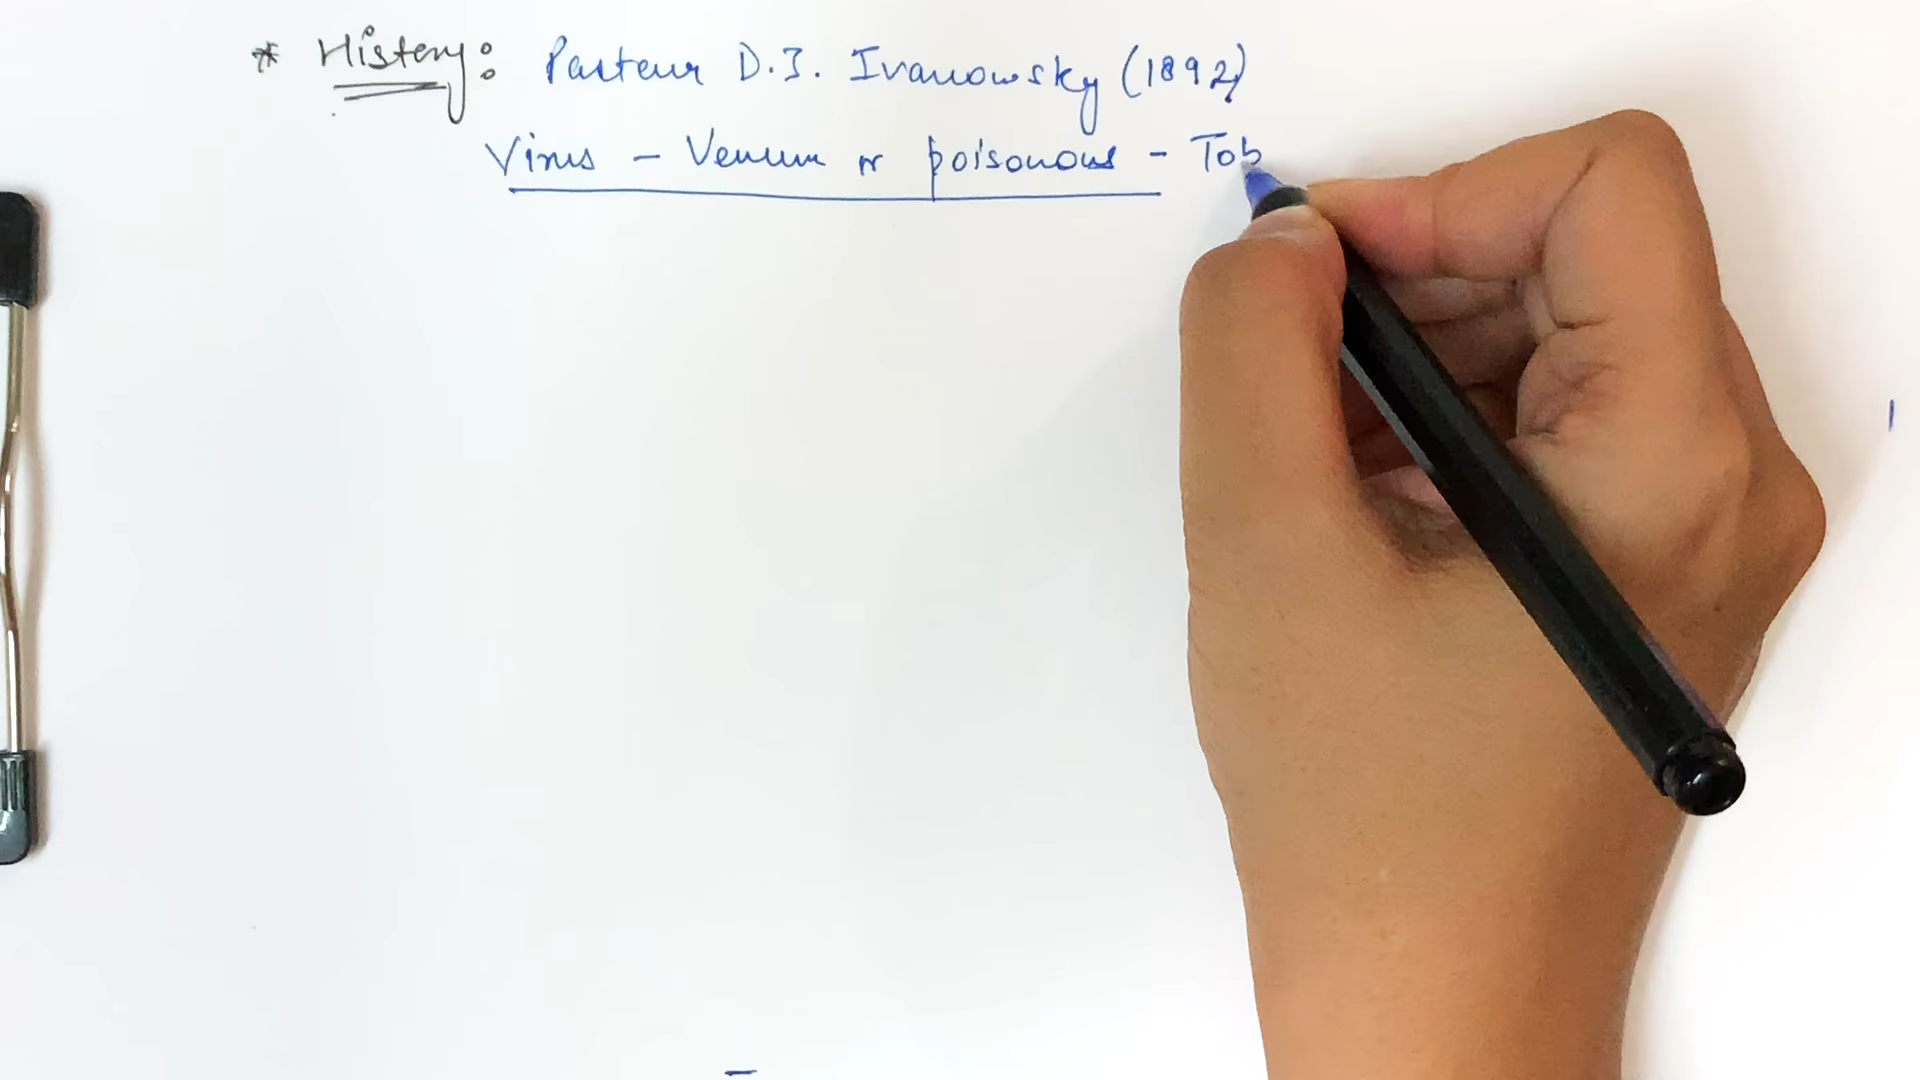 * History: Pasteur D.I. Ivanowsky (1892)
Virus - Venum or poisonous - Tob